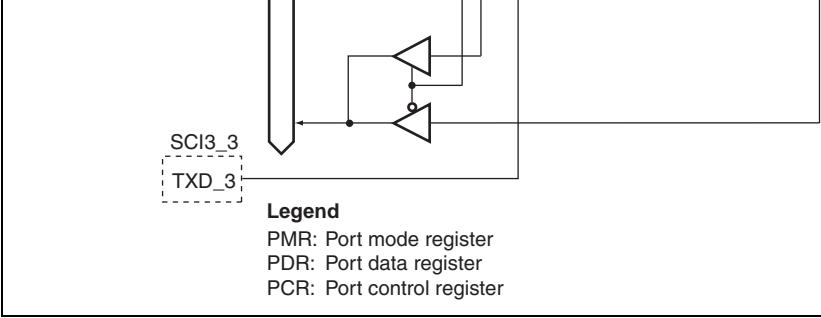 SCI3_3
TXD_3
Legend
PMR: Port mode register
PDR: Port data register
PCR: Port control register